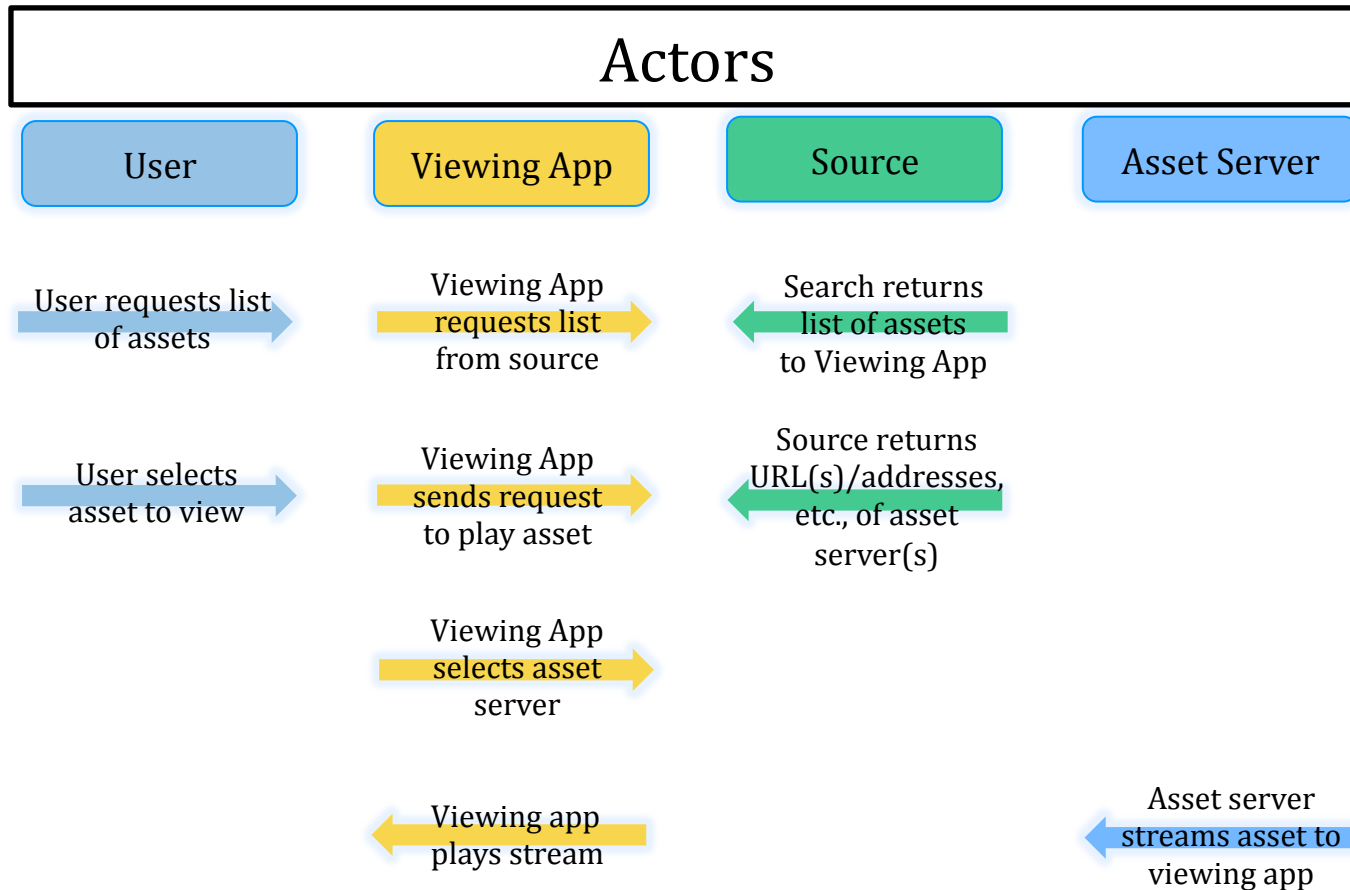 Actors
User
Viewing App
Source
Asset Server
User requests list
of assets
Viewing App
requests list
from source
Search returns
list of assets
to Viewing App
User selects
asset to view
Viewing App
sends request
to play asset
Source returns
URL(s)/addresses,
etc., of asset
server(s)
Viewing App
selects asset
server
Viewing app
plays stream
Asset server
streams asset to
viewing app